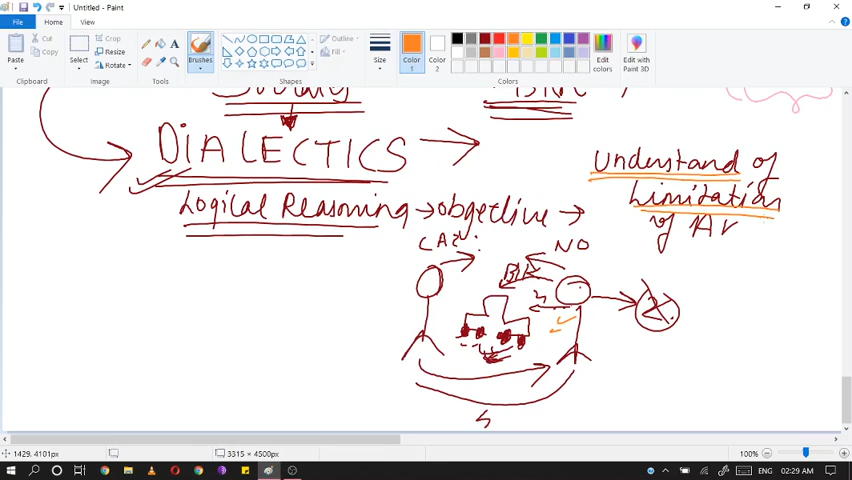 Untitled - Paint
File
Home
View
Paste
Cut
Copy
Clipboard
Select
Crop
Resize
Rotate
Image
Tools
Brushes
Shapes
Outline
Fill
Size
Color
1
Color
2
Edit
colors
Edit with
Paint 3D
Colors
DiALECTICS
Understand of
Limitation
of Ar
Logical Reasoning → objective →
NO
1429, 4101px
3315 × 4500px
100%
ENG
02:29 AM